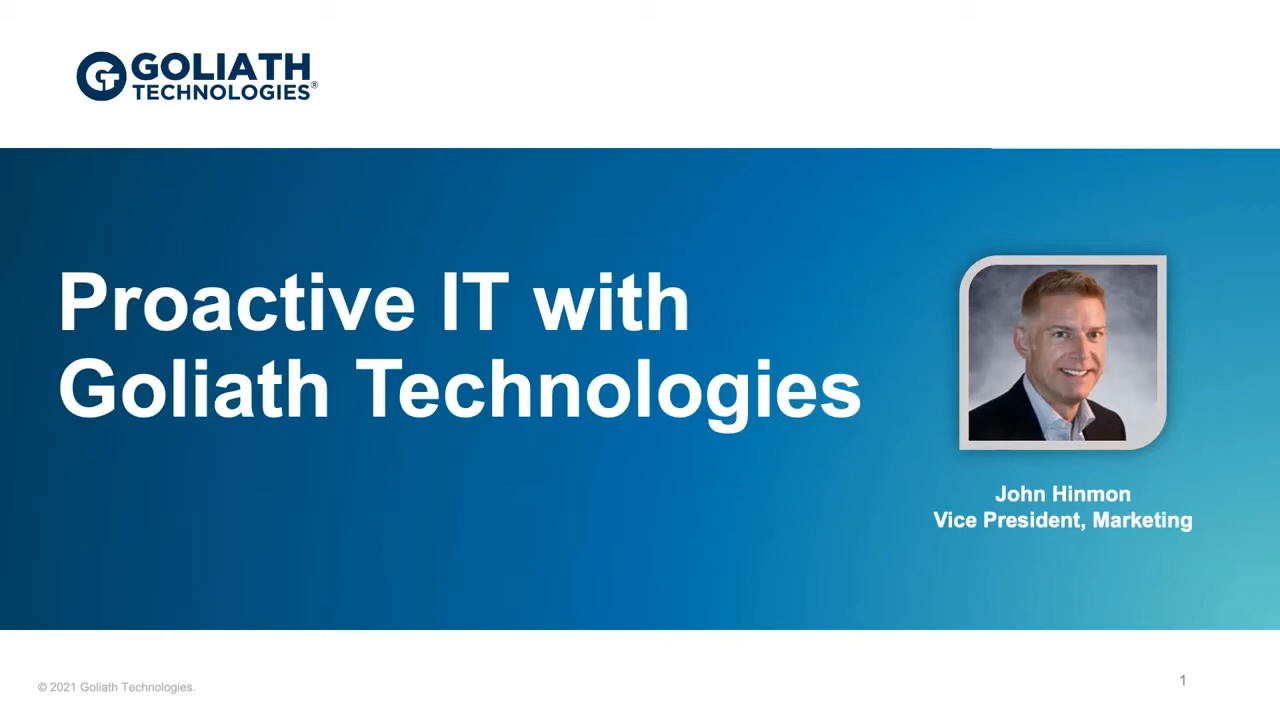 GOLIATH
TECHNOLOGIES®
Proactive IT with
Goliath Technologies
John Hinmon
Vice President, Marketing
© 2021 Goliath Technologies.
1